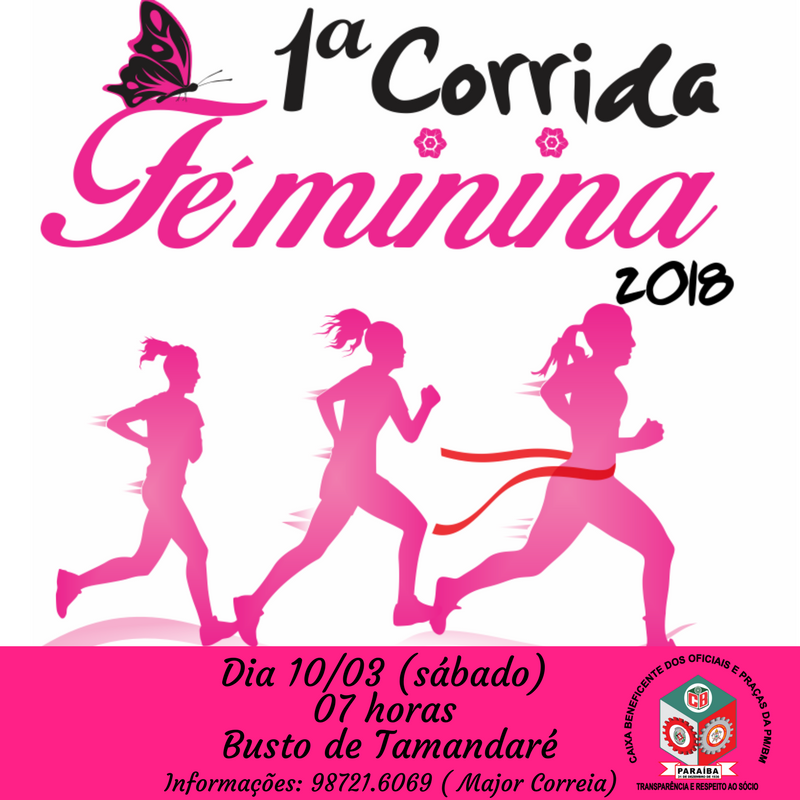 1ª Corrida
Féminina
2018
Dia 10/03 (sábado)
07 horas
Busto de Tamandaré
Informações: 98721.6069 ( Major Correia)
CAIXA BENEFICENTE DOS OFICIAIS E PRAÇAS DA PM/BM
CB
PARAÍBA
TRANSPARÊNCIA E RESPEITO AO SÓCIO